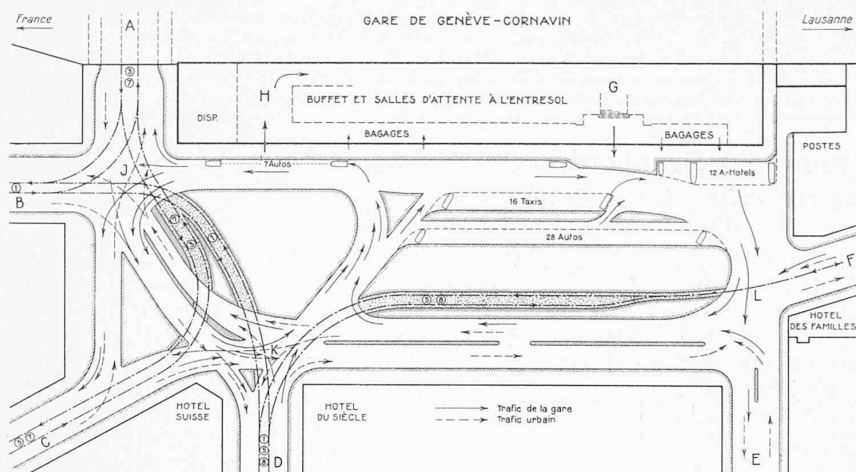 GARE DE GENÈVE-CORNAVIN
France
Lausanne
A
H
G
BUFFET ET SALLES D'ATTENTE À L'ENTRESOL
DISP.
BAGAGES
BAGAGES
POSTES
7 Autos
12 A.-Hotels
J
B
16 Taxis
28 Autos
F
L
K
HOTEL
DES FAMILLES
HOTEL
SUISSE
HOTEL
DU SIÈCLE
Trafic de la gare
Trafic urbain
C
D
E